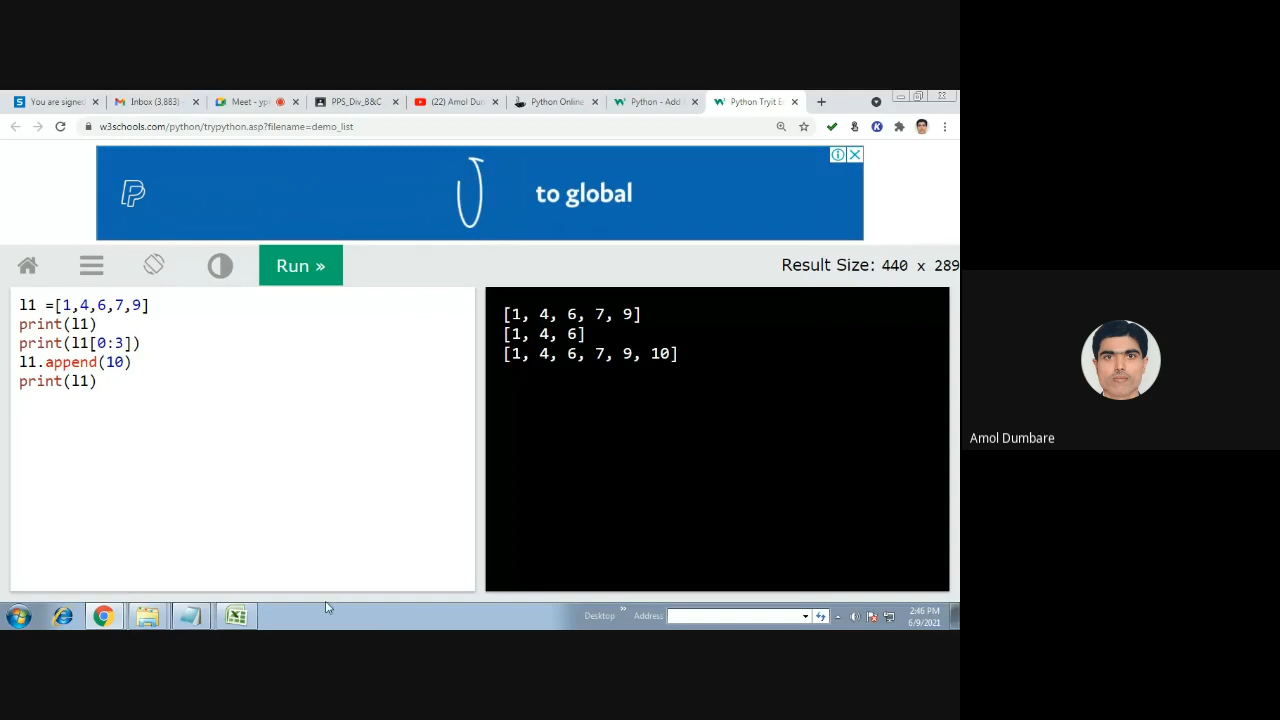 You are signe
Inbox (3,883)
Meet - yp
PPS_Div_B&C
(22) Amol Dum
Python Online
Python - Add
Python Tryit E
w3schools.com/python/trypython.asp?filename=demo_list
to global
Run »
Result Size: 440 x 289
l1 =[1,4,6,7,9]
print(l1)
print(l1[0:3])
l1.append(10)
print(l1)
[1, 4, 6, 7, 9]
[1, 4, 6]
[1, 4, 6, 7, 9, 10]
Amol Dumbare
Desktop » Address
2:46 PM
6/9/2021